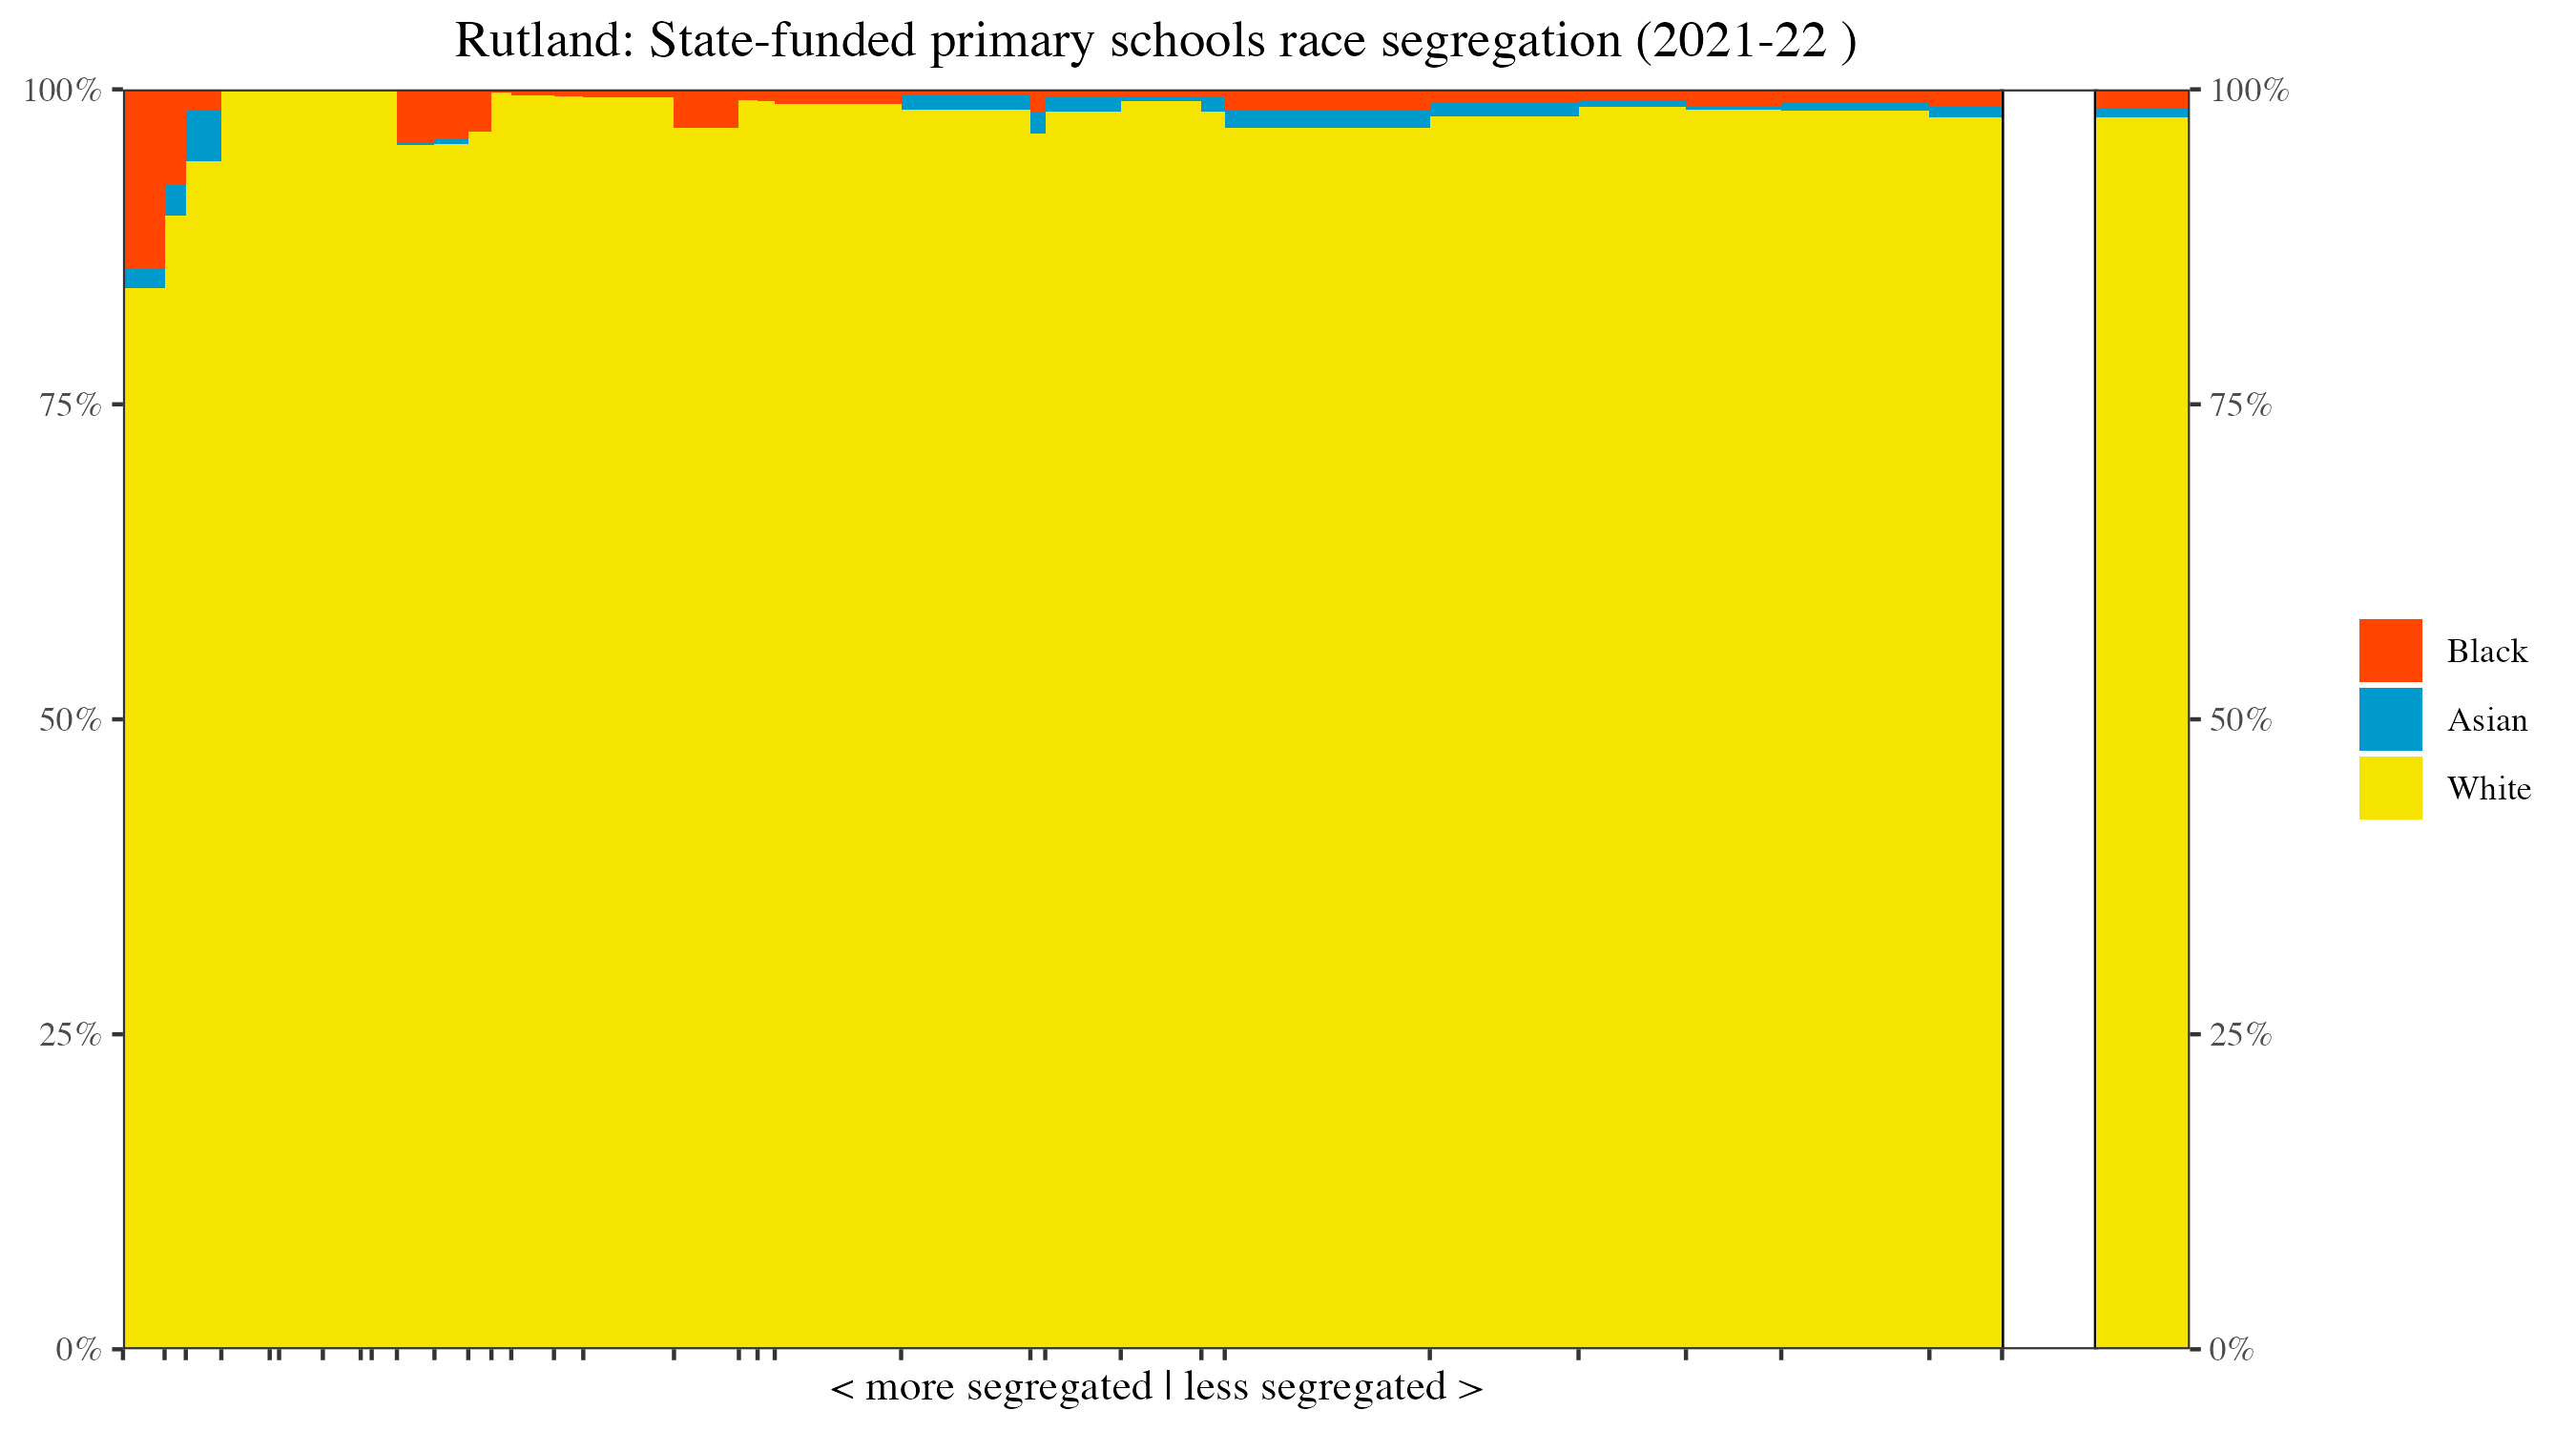 Rutland: State-funded primary schools race segregation (2021-22 )
100%
75%
50%
25%
0%
100%
75%
50%
25%
0%
Black
Asian
White
< more segregated | less segregated >